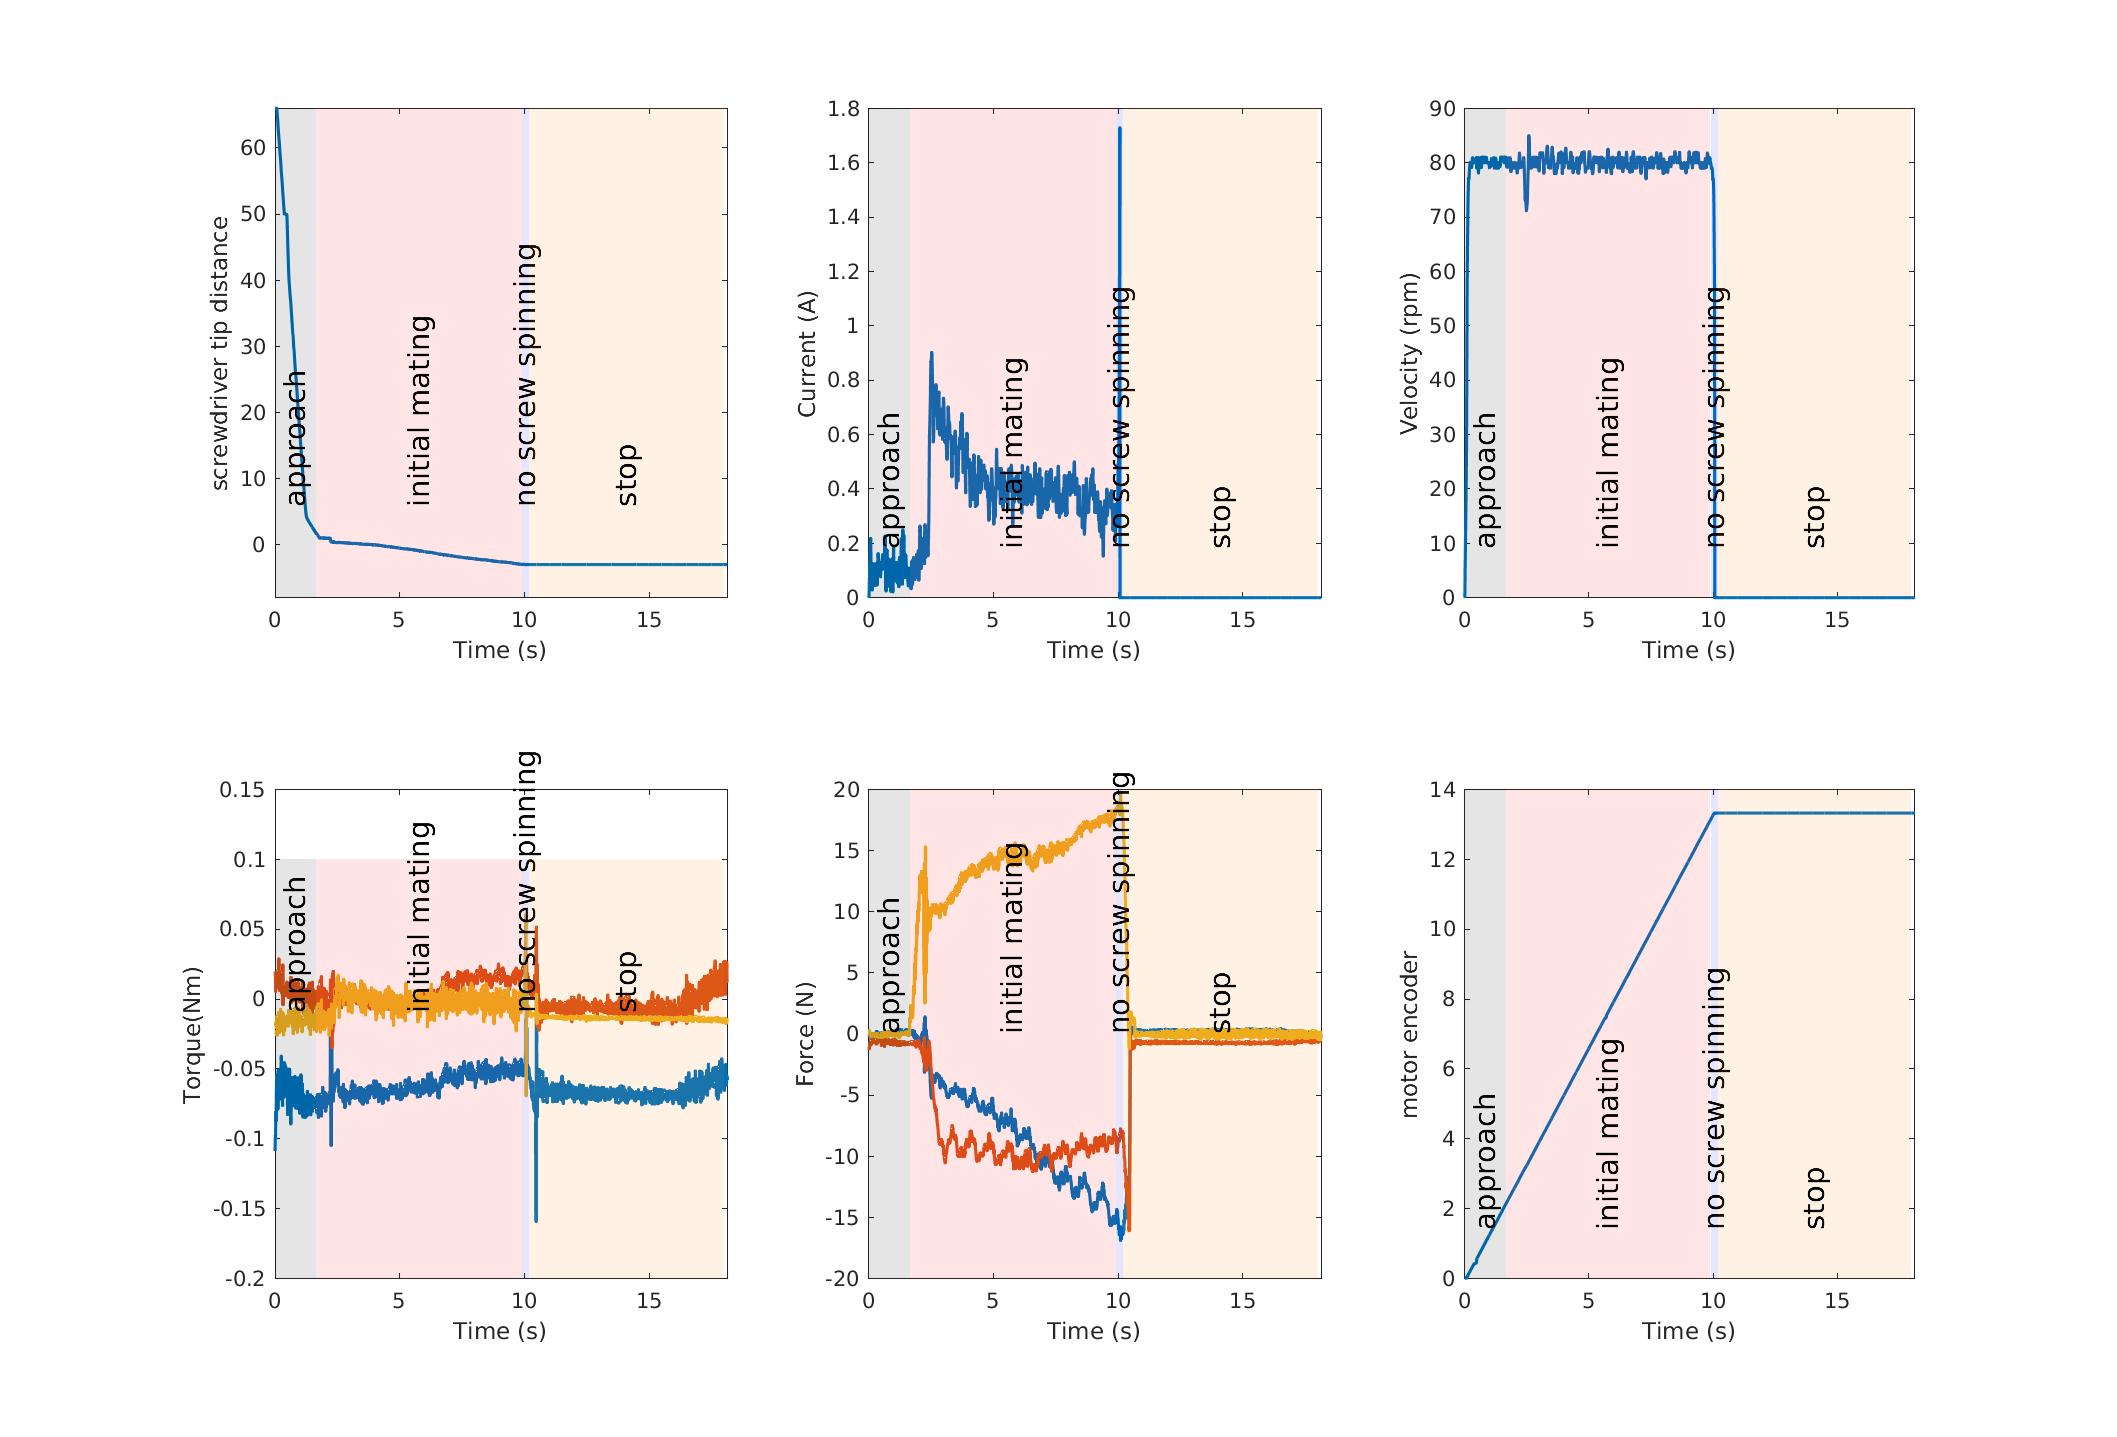 screwdriver tip distance
60
50
40
30
20
10
0
approach
initial mating
no screw spinning
stop
0 5 10 15
Time (s)
Current (A)
1.8
1.6
1.4
1.2
1
0.8
0.6
0.4
0.2
0
approach
initial mating
no screw spinning
stop
0 5 10 15
Time (s)
Velocity (rpm)
90
80
70
60
50
40
30
20
10
0
approach
initial mating
no screw spinning
stop
0 5 10 15
Time (s)
Torque(Nm)
0.15
0.1
0.05
0
-0.05
-0.1
-0.15
-0.2
approach
initial mating
no screw spinning
stop
0 5 10 15
Time (s)
Force (N)
20
15
10
5
0
-5
-10
-15
-20
approach
initial mating
no screw spinning
stop
0 5 10 15
Time (s)
motor encoder
14
12
10
8
6
4
2
0
approach
initial mating
no screw spinning
stop
0 5 10 15
Time (s)